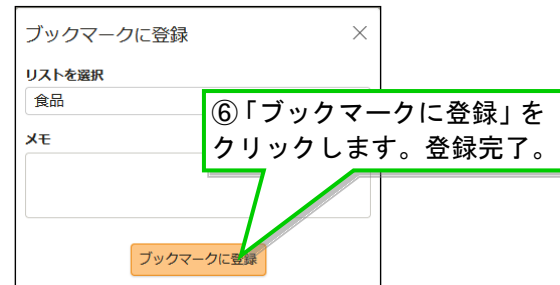 ブックマークに登録
リストを選択
食品
⑥「ブックマークに登録」を
クリックします。登録完了。
メモ
ブックマークに登録